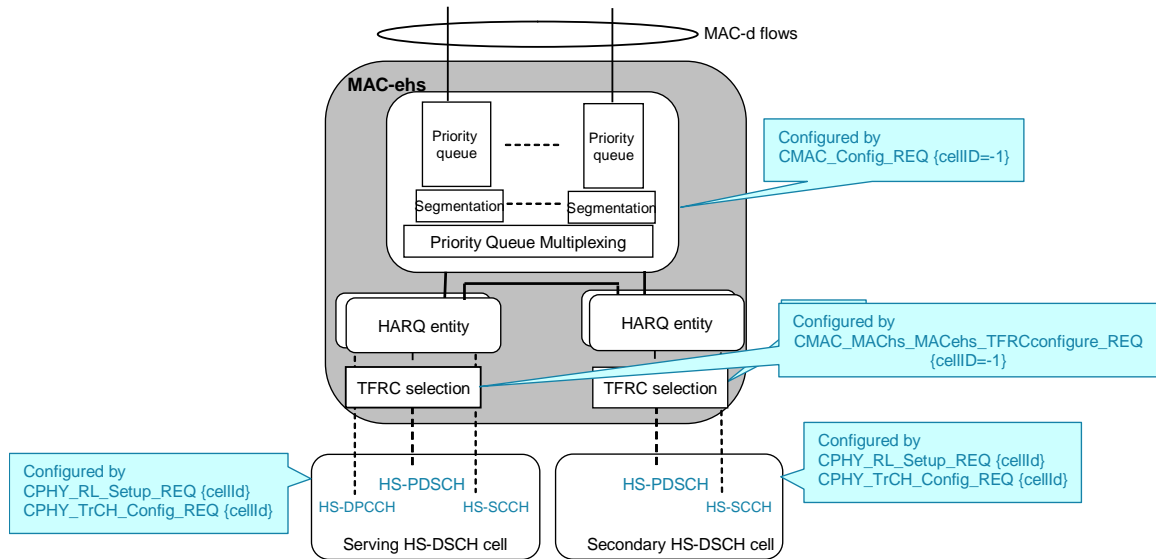 MAC-d flows
MAC-ehs
Priority
queue
Priority
queue
Configured by
CMAC_Config_REQ {cellID=-1}
Segmentation
Segmentation
Priority Queue Multiplexing
HARQ entity
HARQ entity
Configured by
CMAC_MAChs_MACehs_TFRCconfigure_REQ
{cellID=-1}
TFRC selection
TFRC selection
Configured by
CPHY_RL_Setup_REQ {cellId}
CPHY_TrCH_Config_REQ {cellId}
Configured by
CPHY_RL_Setup_REQ {cellId}
CPHY_TrCH_Config_REQ {cellId}
HS-PDSCH
HS-DPCCH
HS-SCCH
Serving HS-DSCH cell
HS-PDSCH
HS-SCCH
Secondary HS-DSCH cell